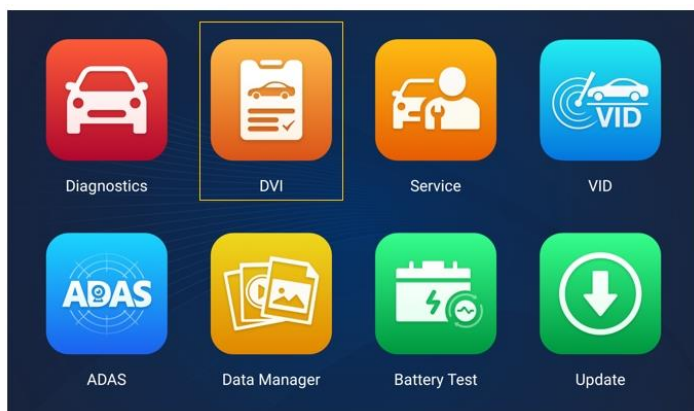 Diagnostics
DVI
Service
VID
VID
ADAS
ADAS
Data Manager
Battery Test
Update